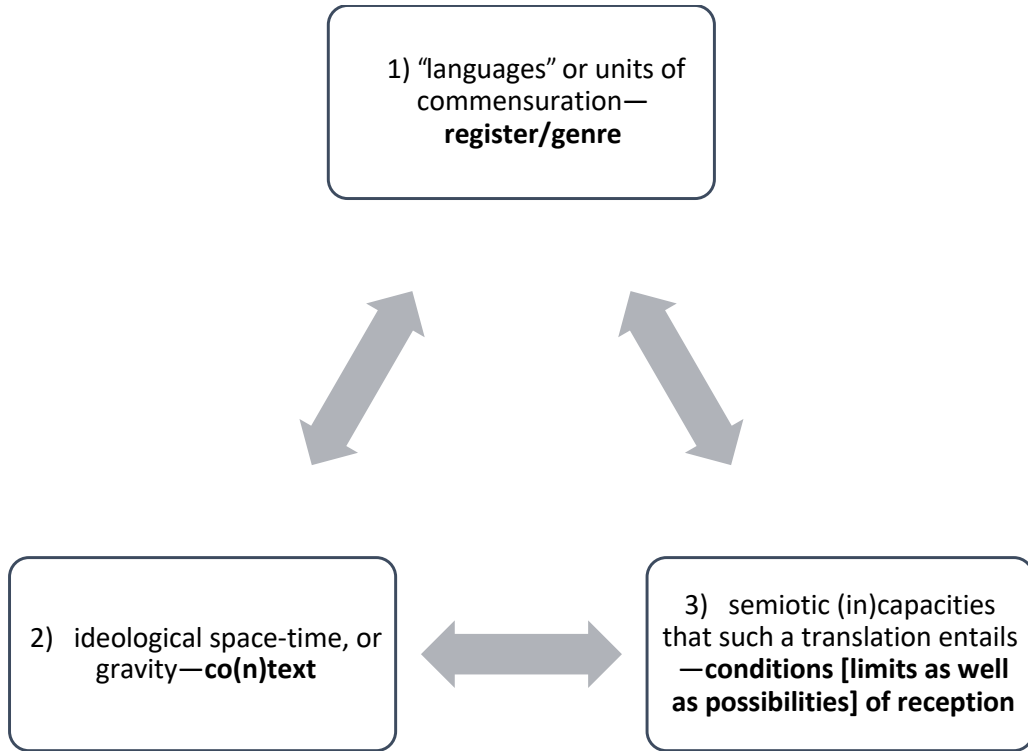 1) “languages” or units of
commensuration—
register/genre
2) ideological space-time, or
gravity—co(n)text
3) semiotic (in)capacities
that such a translation entails
—conditions [limits as well
as possibilities] of reception